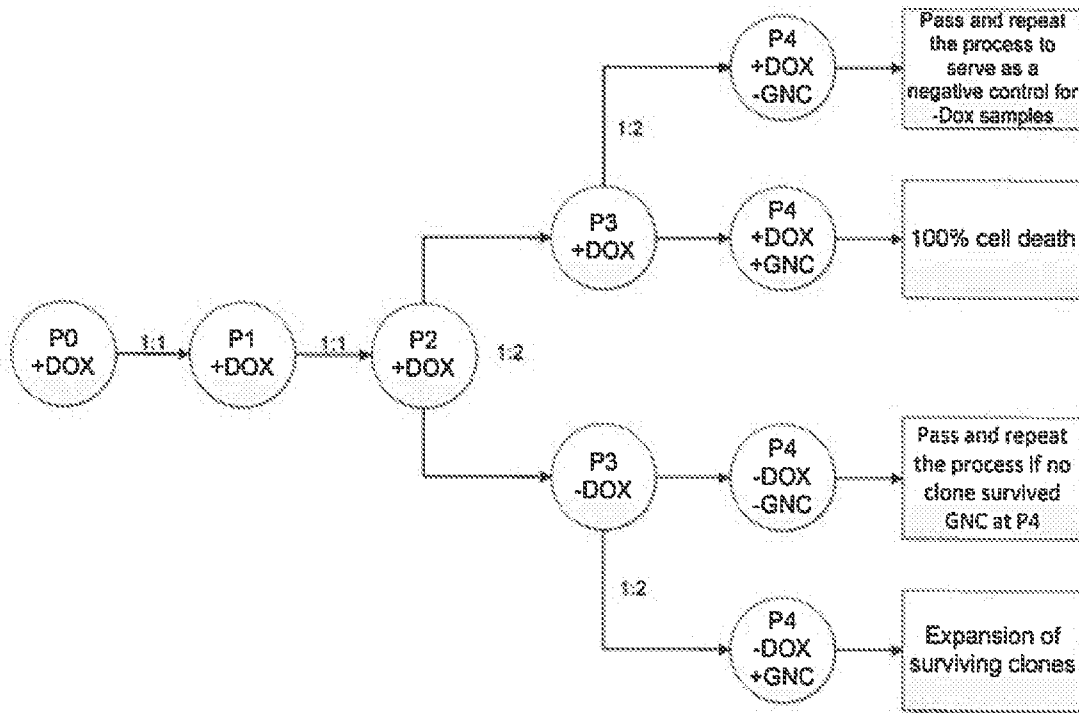 P4
+DOX
-GNC
Pass and repeat
the process to
serve as a
negative control for
-Dox samples
1:2
P3
+DOX
P4
+DOX
+GNC
100% cell death
P0
+DOX
1:1
P1
+DOX
1:1
P2
+DOX
1:2
P3
-DOX
P4
-DOX
-GNC
Pass and repeat
the process if no
clone survived
GNC at P4
1:2
P4
-DOX
+GNC
Expansion of
surviving clones